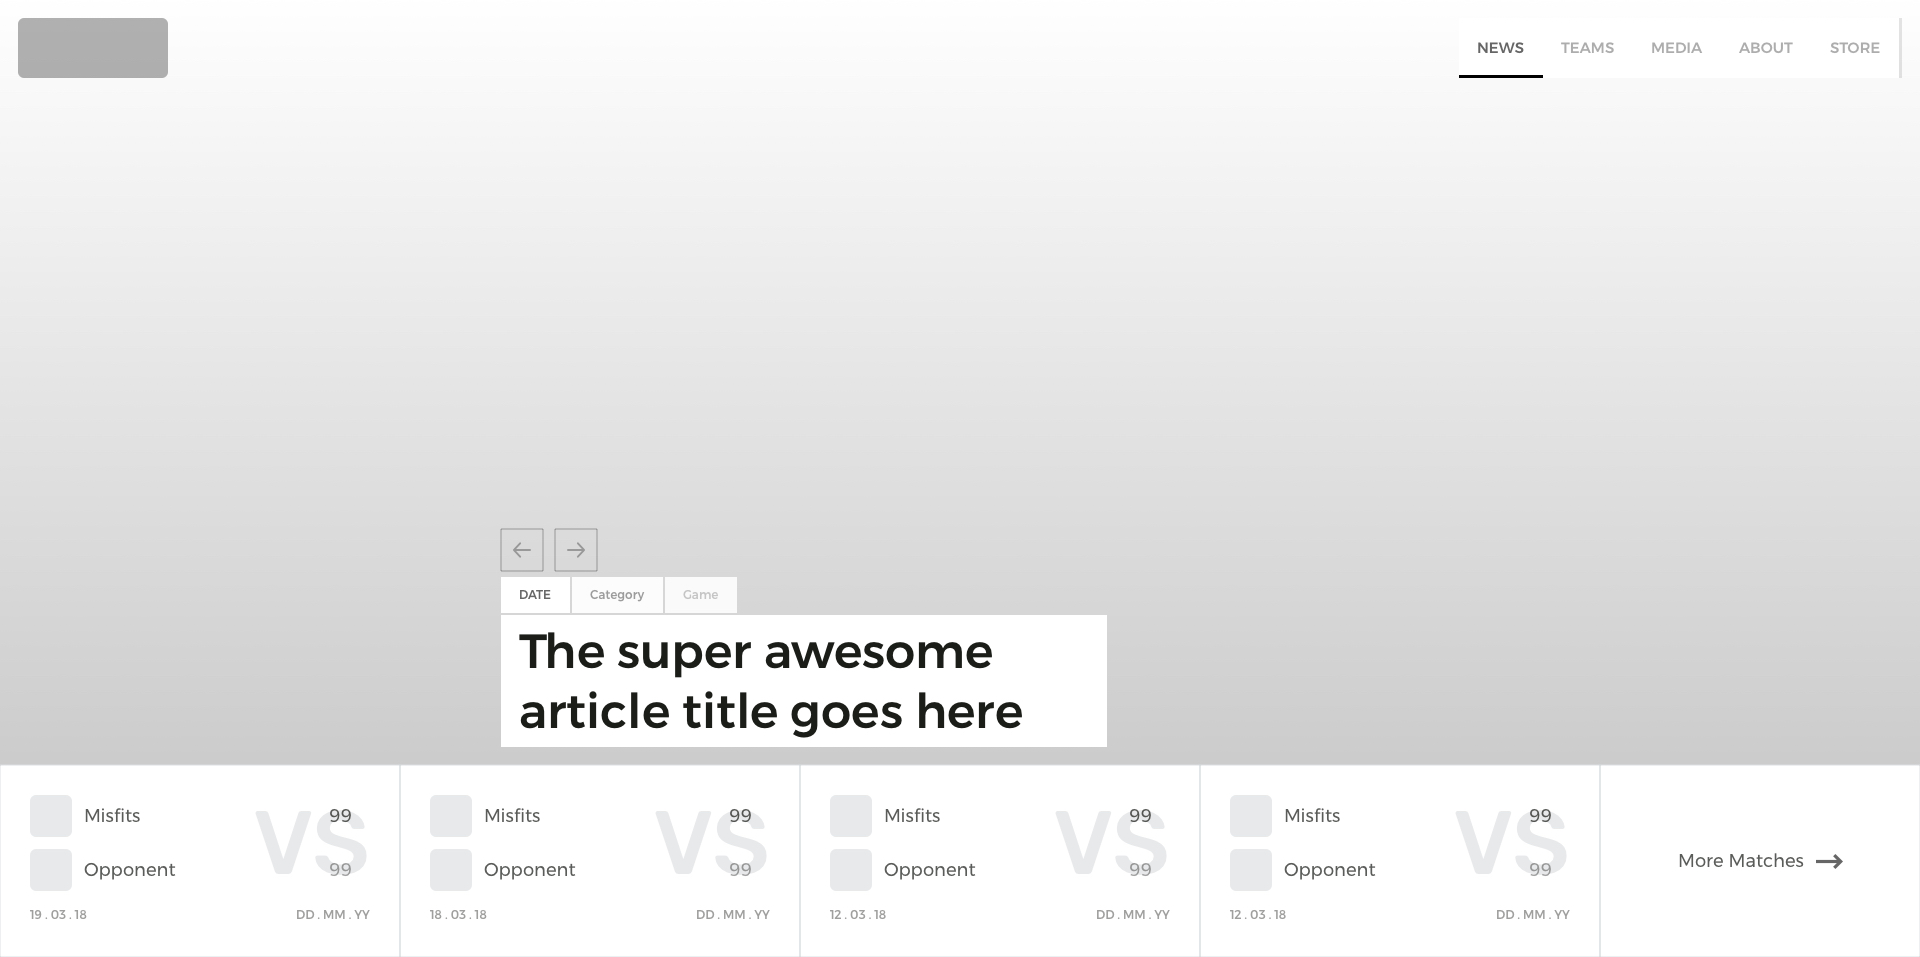 NEWS TEAMS MEDIA ABOUT STORE
DATE Category Game
The super awesome
article title goes here
Misfits 99
Opponent 99
VS
19 . 03 . 18 DD . MM . YY
Misfits 99
Opponent 99
VS
18 . 03 . 18 DD . MM . YY
Misfits 99
Opponent 99
VS
12 . 03 . 18 DD . MM . YY
Misfits 99
Opponent 99
VS
12 . 03 . 18 DD . MM . YY
More Matches